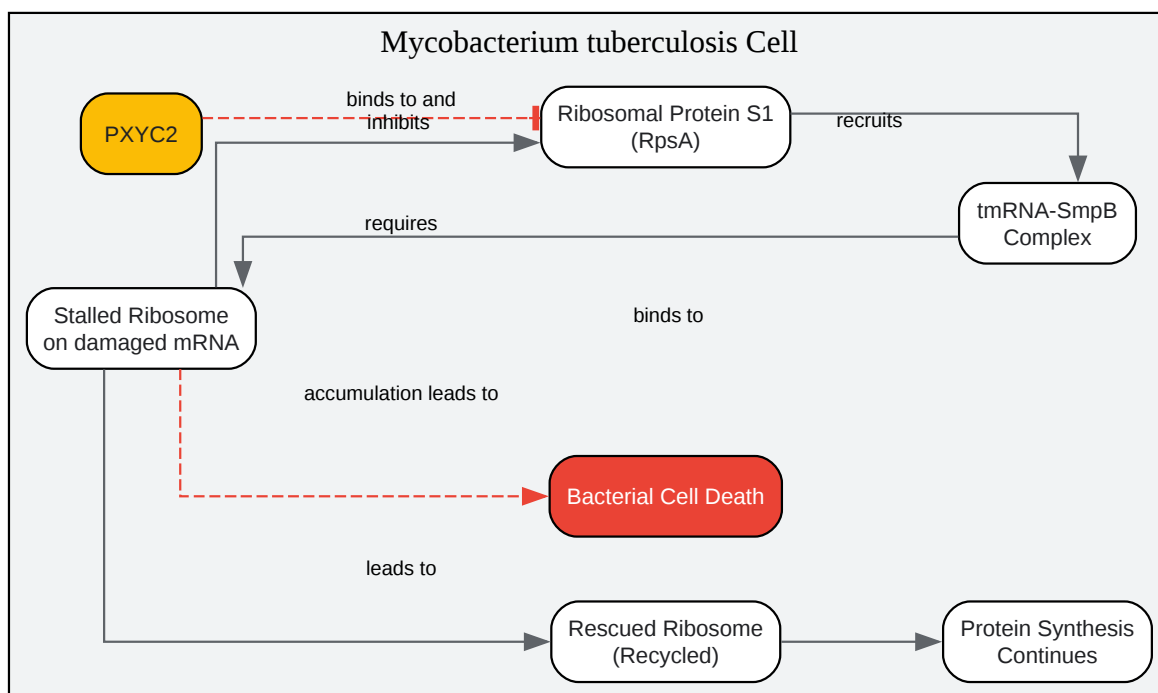 Mycobacterium tuberculosis Cell
binds to and
inhibits
PXYC2
Ribosomal Protein S1
(RpsA)
recruits
tmRNA-SmpB
Complex
requires
Stalled Ribosome
on damaged mRNA
binds to
accumulation leads to
Bacterial Cell Death
leads to
Rescued Ribosome
(Recycled)
Protein Synthesis
Continues